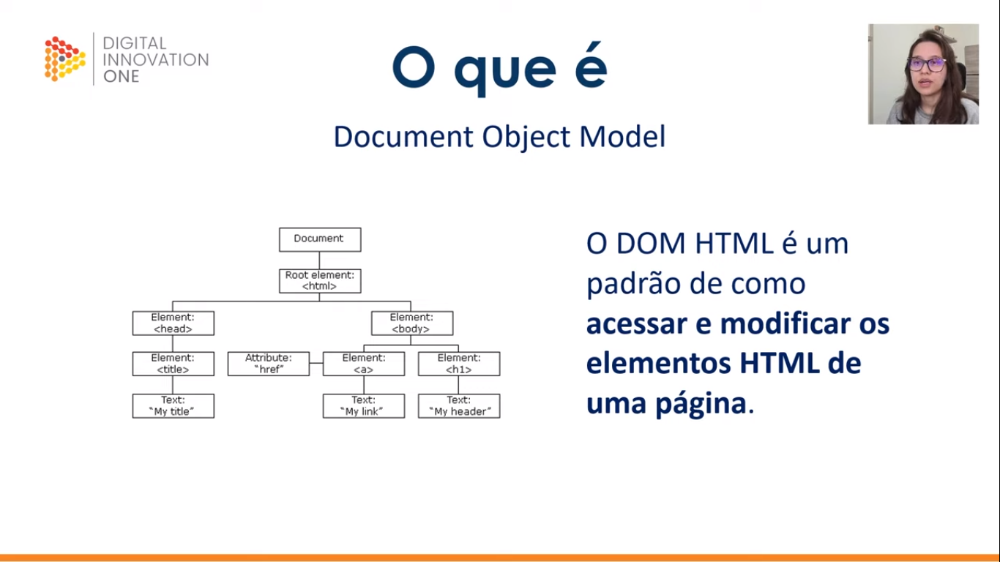 DIGITAL
INNOVATION
ONE
O que é
Document Object Model
Document
Root element:
<html>
Element:
<head>
Element:
<body>
Element:
<title>
Attribute:
"href"
Element:
<a>
Element:
<h1>
Text:
"My title"
Text:
"My link"
Text:
"My header"
O DOM HTML é um
padrão de como
acessar e modificar os
elementos HTML de
uma página.